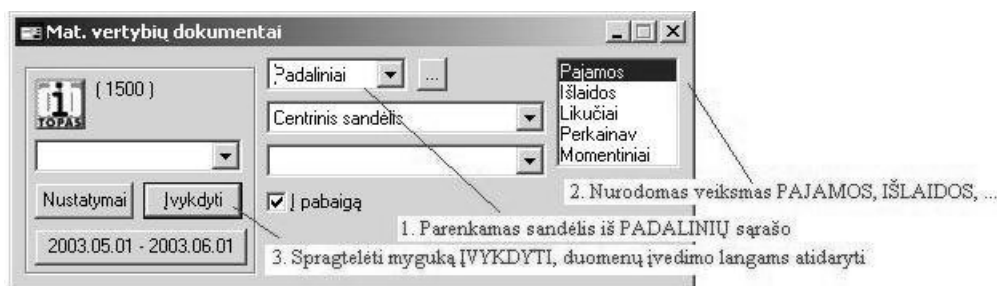 Mat. vertybių dokumentai
( 1500 )
TOPAS
Padaliniai
...
Centrinis sandėlis
Pajamos
Išlaidos
Likučiai
Perkainav
Momentiniai
Nustatymai
Įvykdyti
Į pabaigą
2003.05.01 - 2003.06.01
2. Nurodomas veiksmas PAJAMOS, IŠLAIDOS, ...
1. Parenkamas sandėlis iš PADALINIŲ sąrašo
3. Spragtelėti myguką ĮVYKDYTI, duomenų įvedimo langams atidaryti